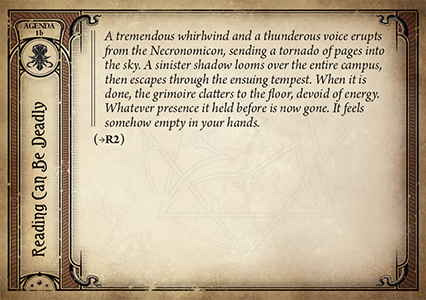 AGENDA
1b
Reading Can Be Deadly
A tremendous whirlwind and a thunderous voice erupts
from the Necronomicon, sending a tornado of pages into
the sky. A sinister shadow looms over the entire campus,
then escapes through the ensuing tempest. When it is
done, the grimoire clatters to the floor, devoid of energy.
Whatever presence it held before is now gone. It feels
somehow empty in your hands.
(→R2)